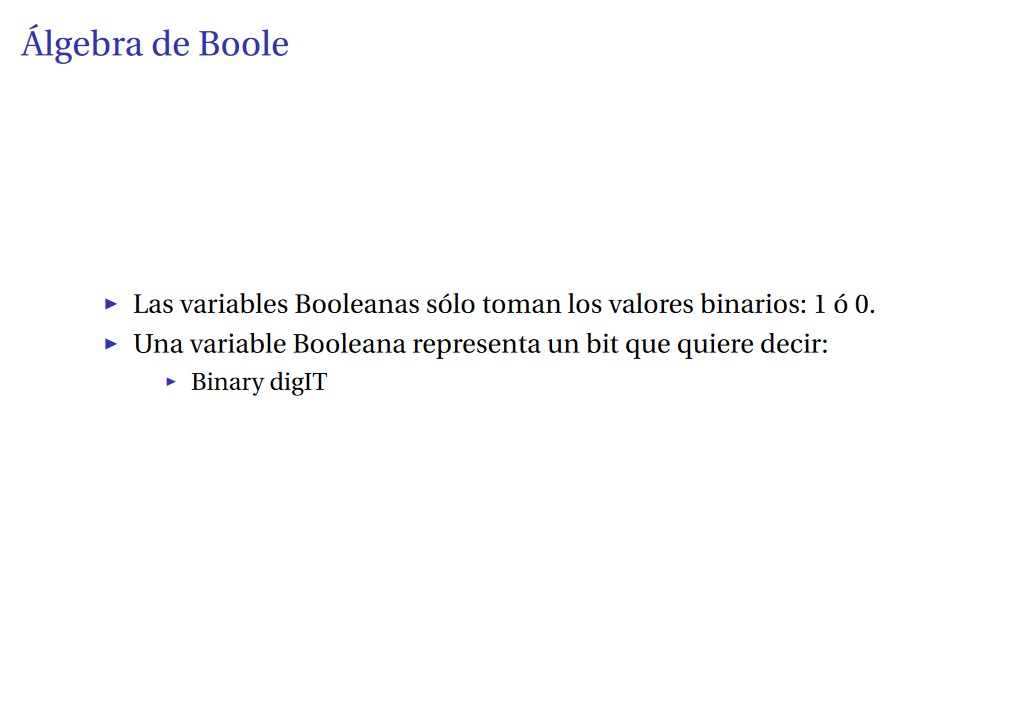 Álgebra de Boole
▶ Las variables Booleanas sólo toman los valores binarios: 1 ó 0.
▶ Una variable Booleana representa un bit que quiere decir:
▶ Binary digIT